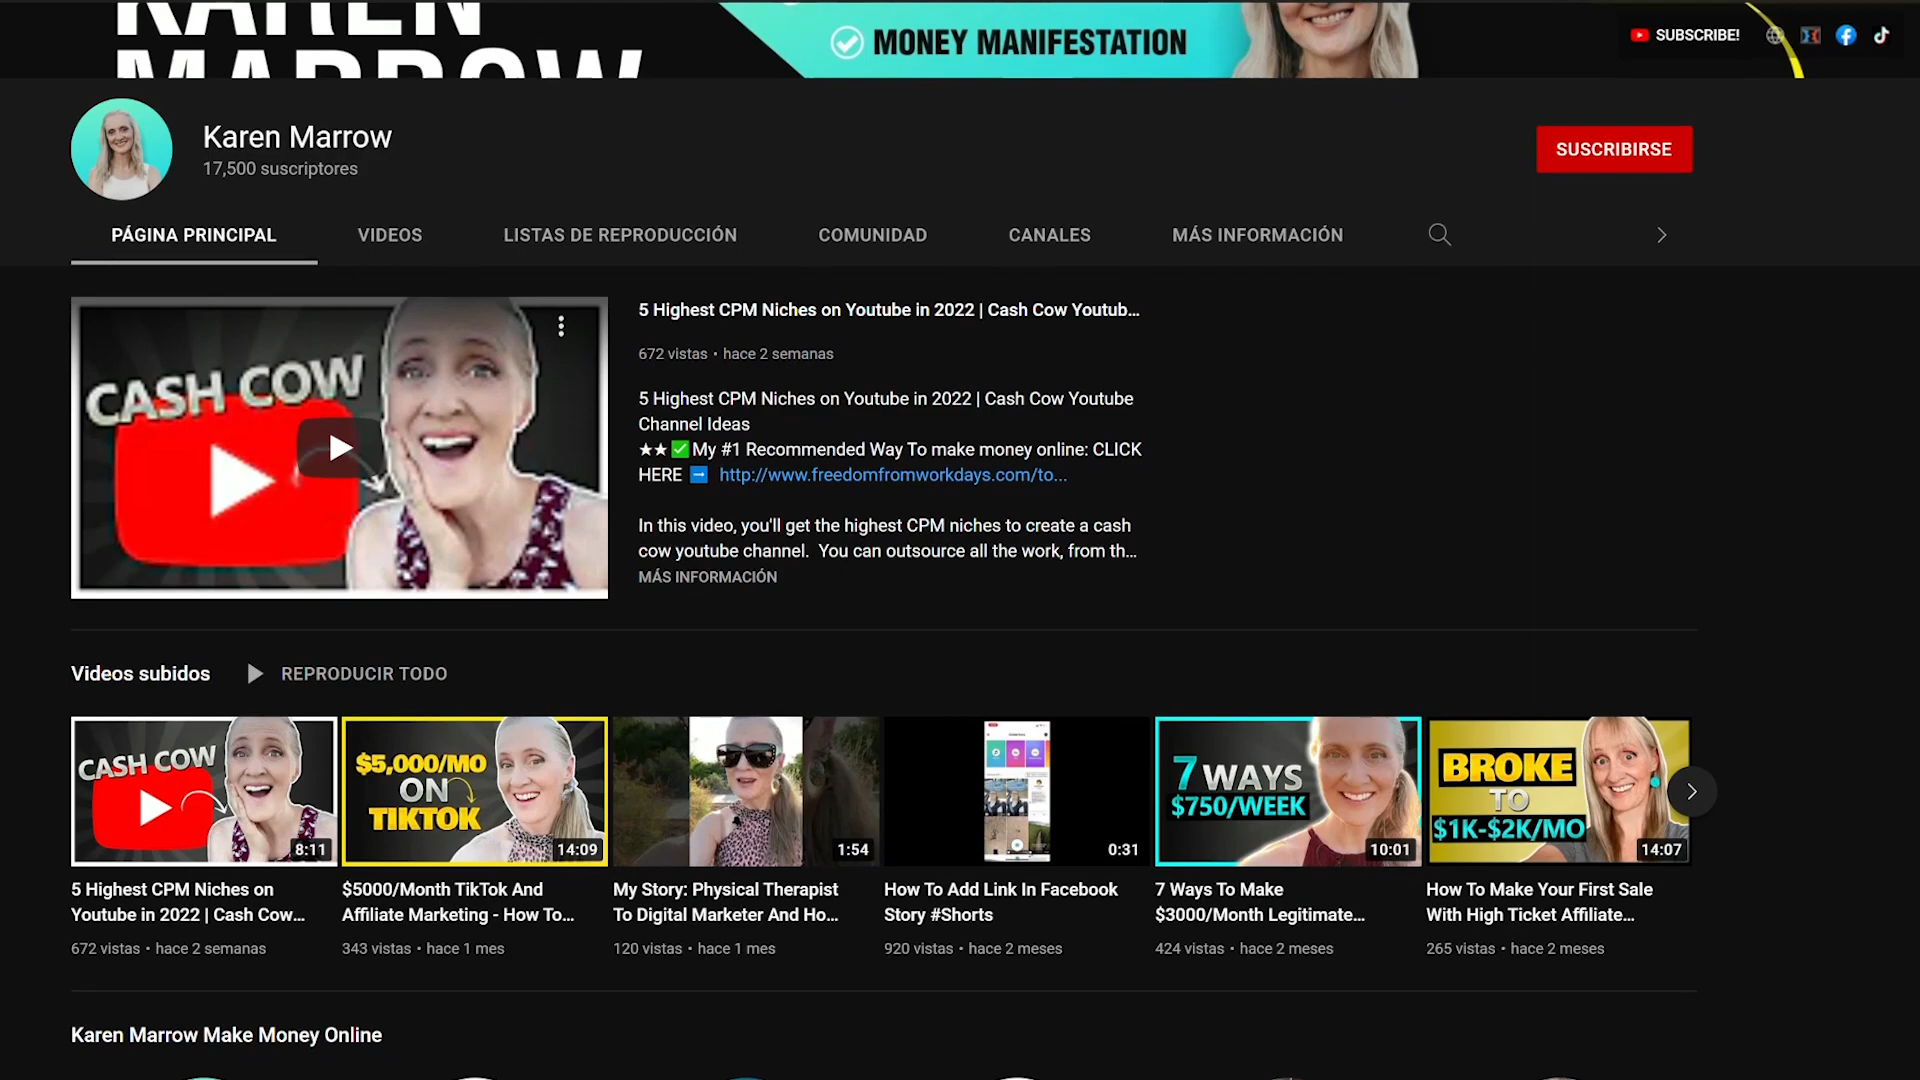 KAREN
MARROW
MONEY MANIFESTATION
SUBSCRIBE!
Karen Marrow
17,500 suscriptores
SUSCRIBIRSE
PÁGINA PRINCIPAL
VIDEOS
LISTAS DE REPRODUCCIÓN
COMUNIDAD
CANALES
MÁS INFORMACIÓN
CASH COW
5 Highest CPM Niches on Youtube in 2022 | Cash Cow Youtub...
672 vistas • hace 2 semanas
5 Highest CPM Niches on Youtube in 2022 | Cash Cow Youtube
Channel Ideas
★★✅My #1 Recommended Way To make money online: CLICK
HERE ➡ http://www.freedomfromworkdays.com/to...
In this video, you'll get the highest CPM niches to create a cash
cow youtube channel. You can outsource all the work, from th...
MÁS INFORMACIÓN
Videos subidos
REPRODUCIR TODO
CASH COW
8:11
$5,000/MO
ON
TIKTOK
14:09
1:54
0:31
7 WAYS
$750/WEEK
10:01
BROKE
TO
$1K-$2K/MO
14:07
5 Highest CPM Niches on
Youtube in 2022 | Cash Cow...
672 vistas • hace 2 semanas
$5000/Month TikTok And
Affiliate Marketing - How To...
343 vistas • hace 1 mes
My Story: Physical Therapist
To Digital Marketer And Ho...
120 vistas • hace 1 mes
How To Add Link In Facebook
Story #Shorts
920 vistas • hace 2 meses
7 Ways To Make
$3000/Month Legitimate...
424 vistas • hace 2 meses
How To Make Your First Sale
With High Ticket Affiliate...
265 vistas • hace 2 meses
Karen Marrow Make Money Online